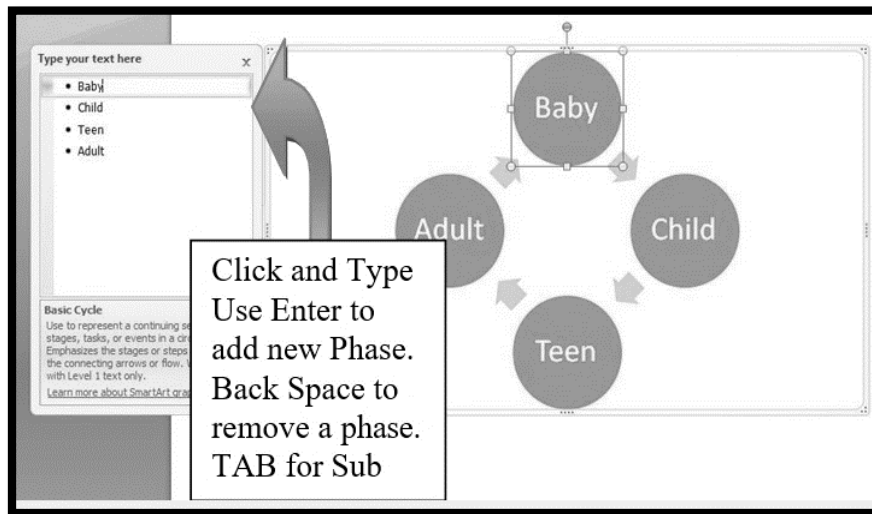 Type your text here
x
• Baby
• Child
• Teen
• Adult
Basic Cycle
Use to represent a continuing
stages, tasks, or events in a
Emphasizes the stages or steps
the connecting arrows or flow.
with Level 1 text only.
Learn more about SmartArt
Click and Type
Use Enter to
add new Phase.
Back Space to
remove a phase.
TAB for Sub
Baby
Child
Teen
Adult